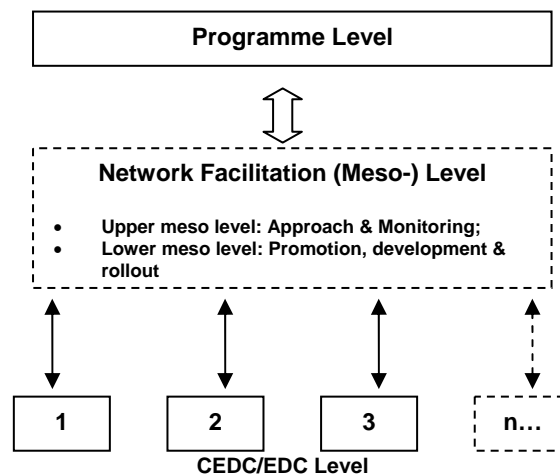 Programme Level
Network Facilitation (Meso-) Level
• Upper meso level: Approach & Monitoring;
• Lower meso level: Promotion, development &
rollout
1 2 3 n...
CEDC/EDC Level